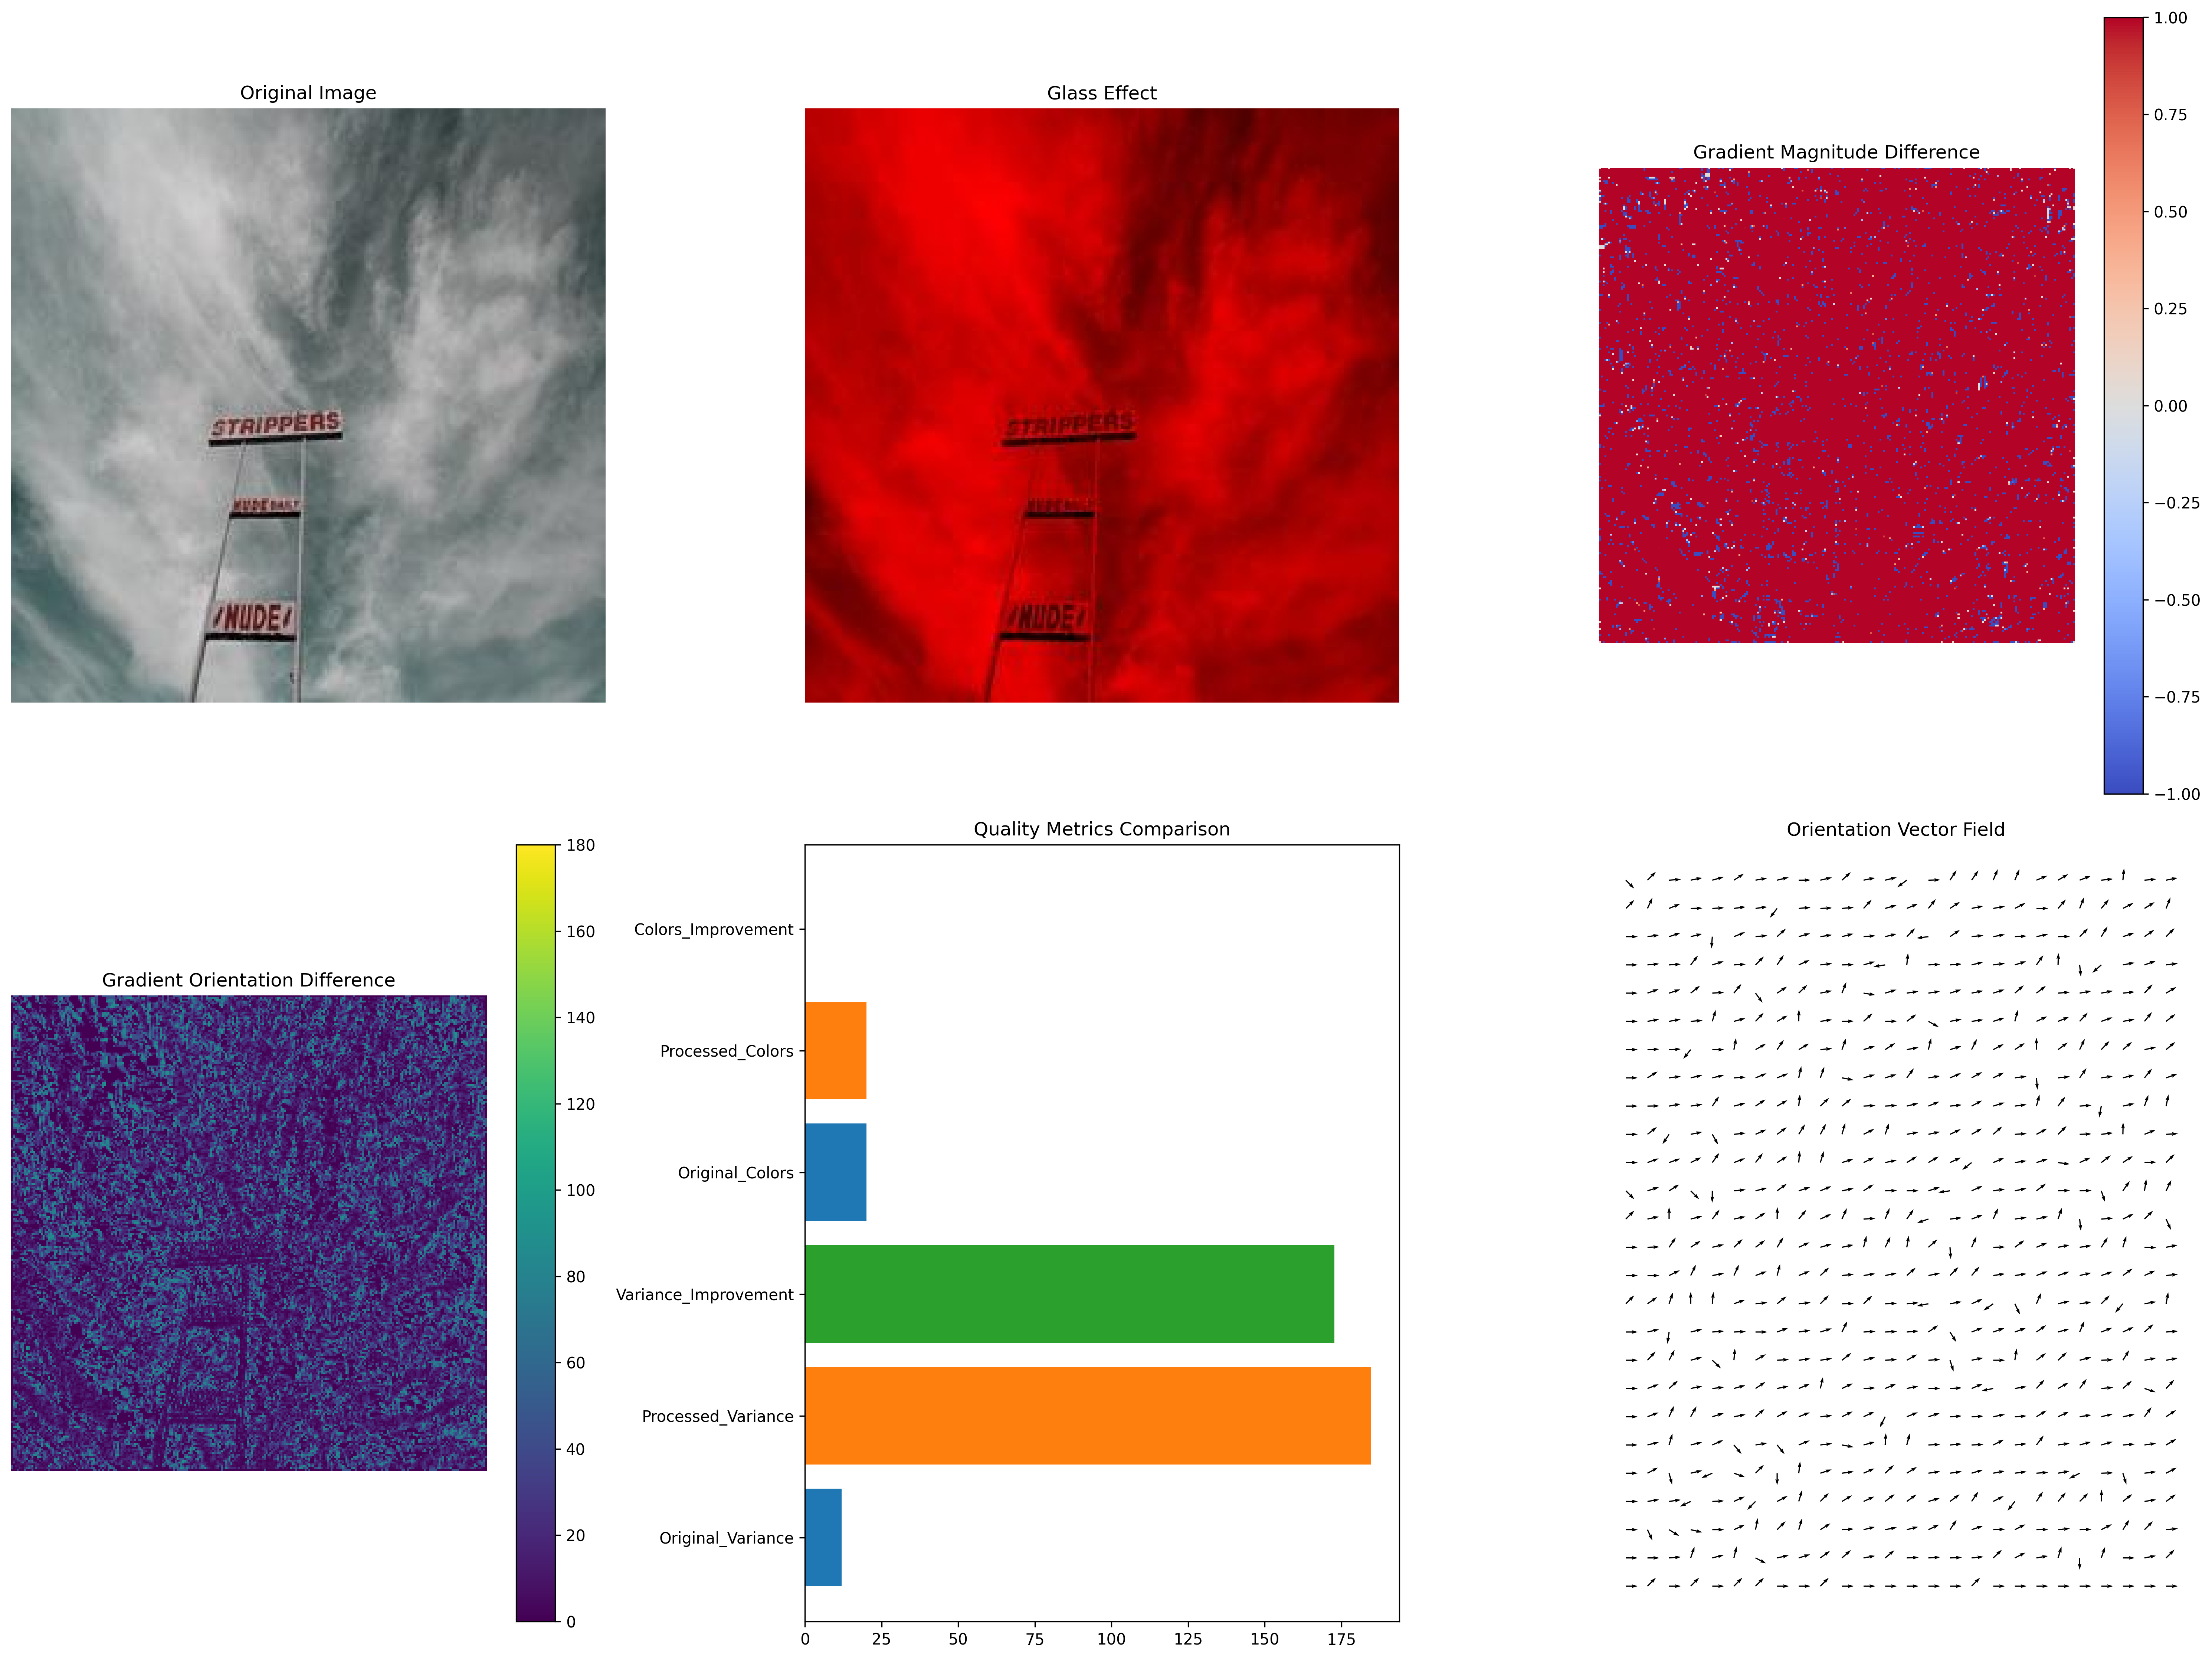 Original Image
Glass Effect
Gradient Magnitude Difference
STRIPPERS
NUDE DAILY
/NUDE/
STRIPPERS
/NUDE/
1.00
0.75
0.50
0.25
0.00
−0.25
−0.50
−0.75
−1.00
Gradient Orientation Difference
180
160
140
120
100
80
60
40
20
0
Quality Metrics Comparison
Colors_Improvement
Processed_Colors
Original_Colors
Variance_Improvement
Processed_Variance
Original_Variance
0 25 50 75 100 125 150 175
Orientation Vector Field